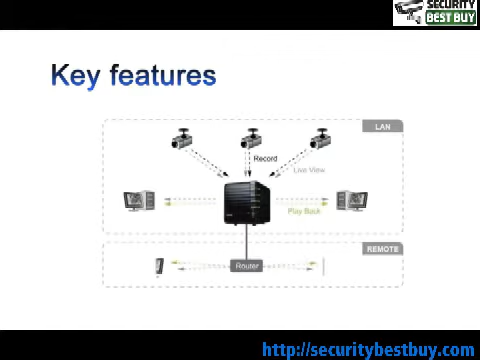 SECURITY
BEST BUY
Key features
LAN
Record
Live View
Play Back
REMOTE
Router
http://securitybestbuy.com